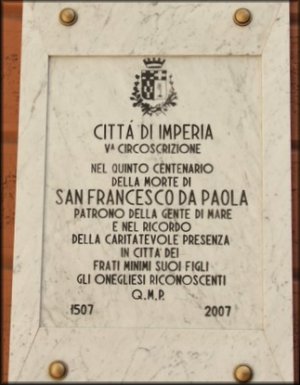 CITTÁ DI IMPERIA
Vᴬ CIRCOSCRIZIONE
NEL QUINTO CENTENARIO
DELLA MORTE DI
SAN FRANCESCO DA PAOLA
PATRONO DELLA GENTE DI MARE
E NEL RICORDO
DELLA CARITATEVOLE PRESENZA
IN CITTÀ DEI
FRATI MINIMI SUOI FIGLI
GLI ONEGLIESI RICONOSCENTI
Q.M.P.
1507 2007